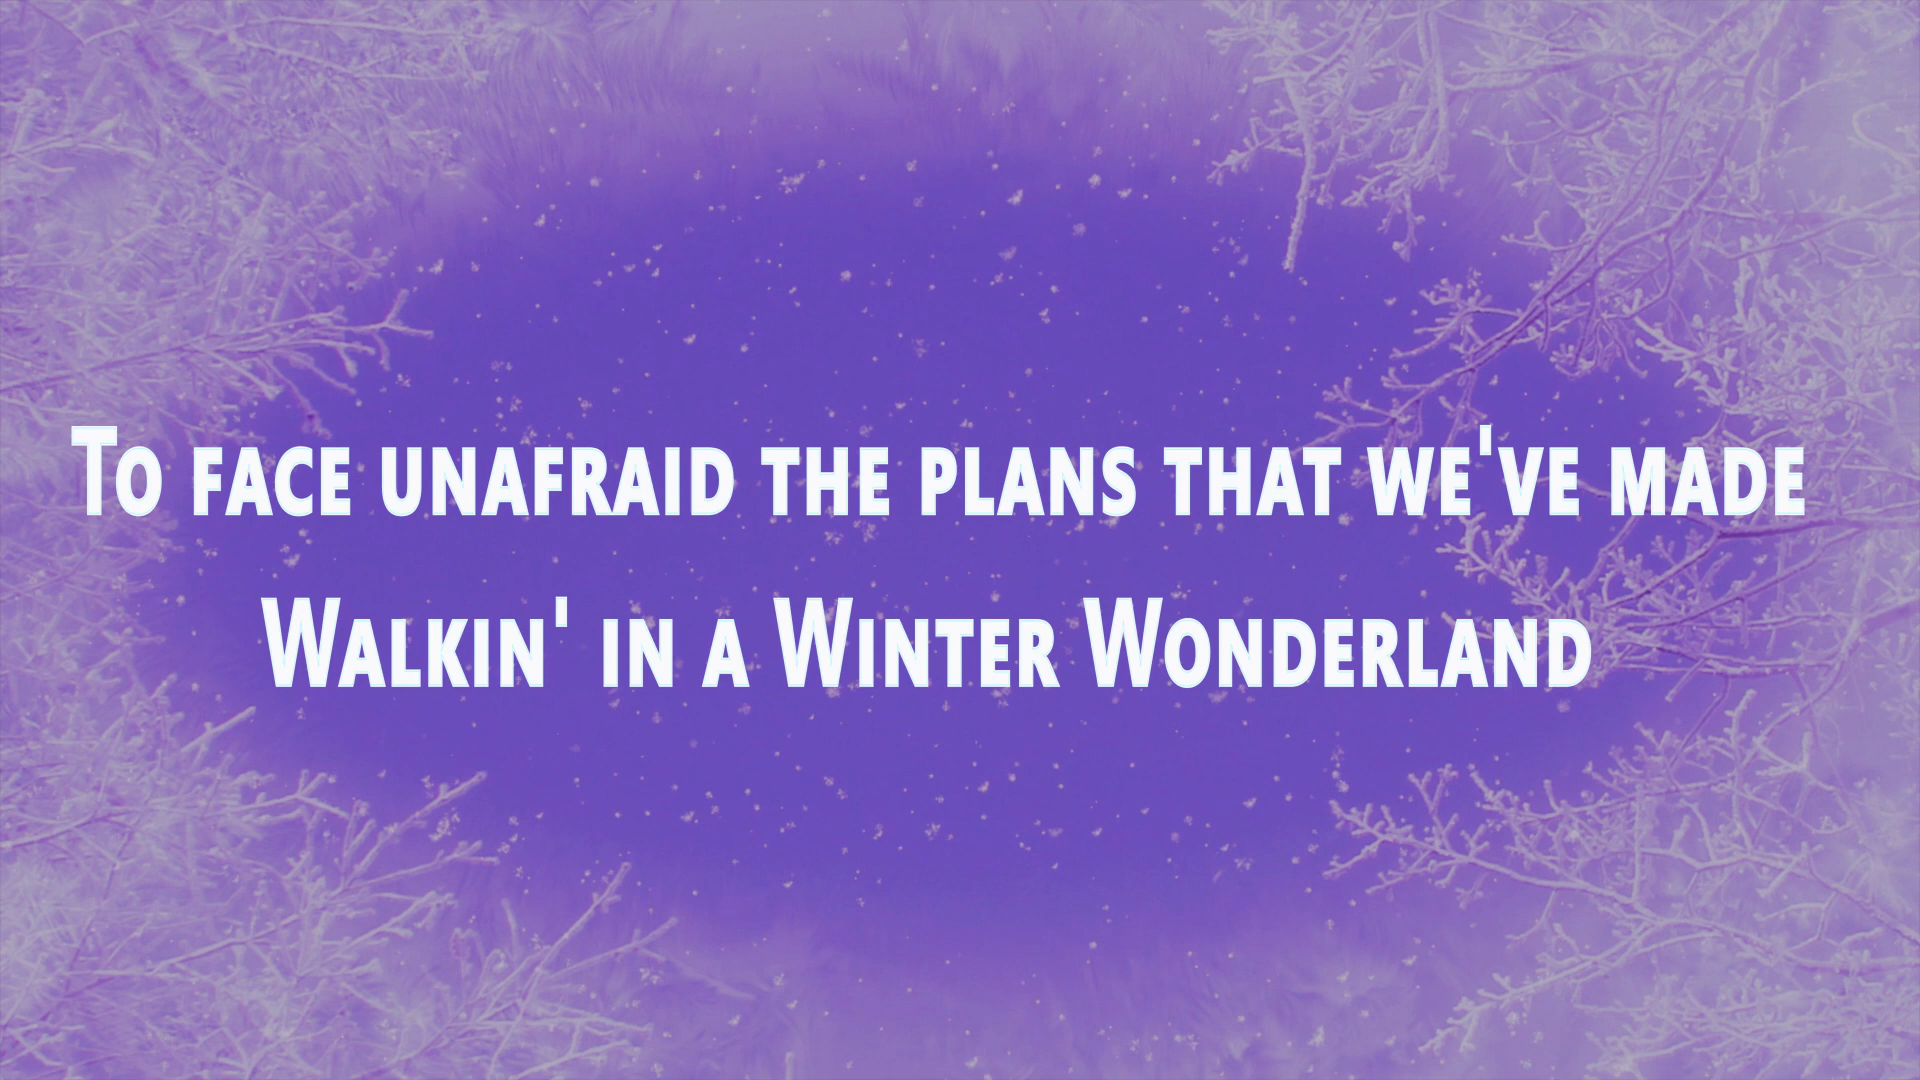 To face unafraid the plans that we've made
Walkin' in a Winter Wonderland